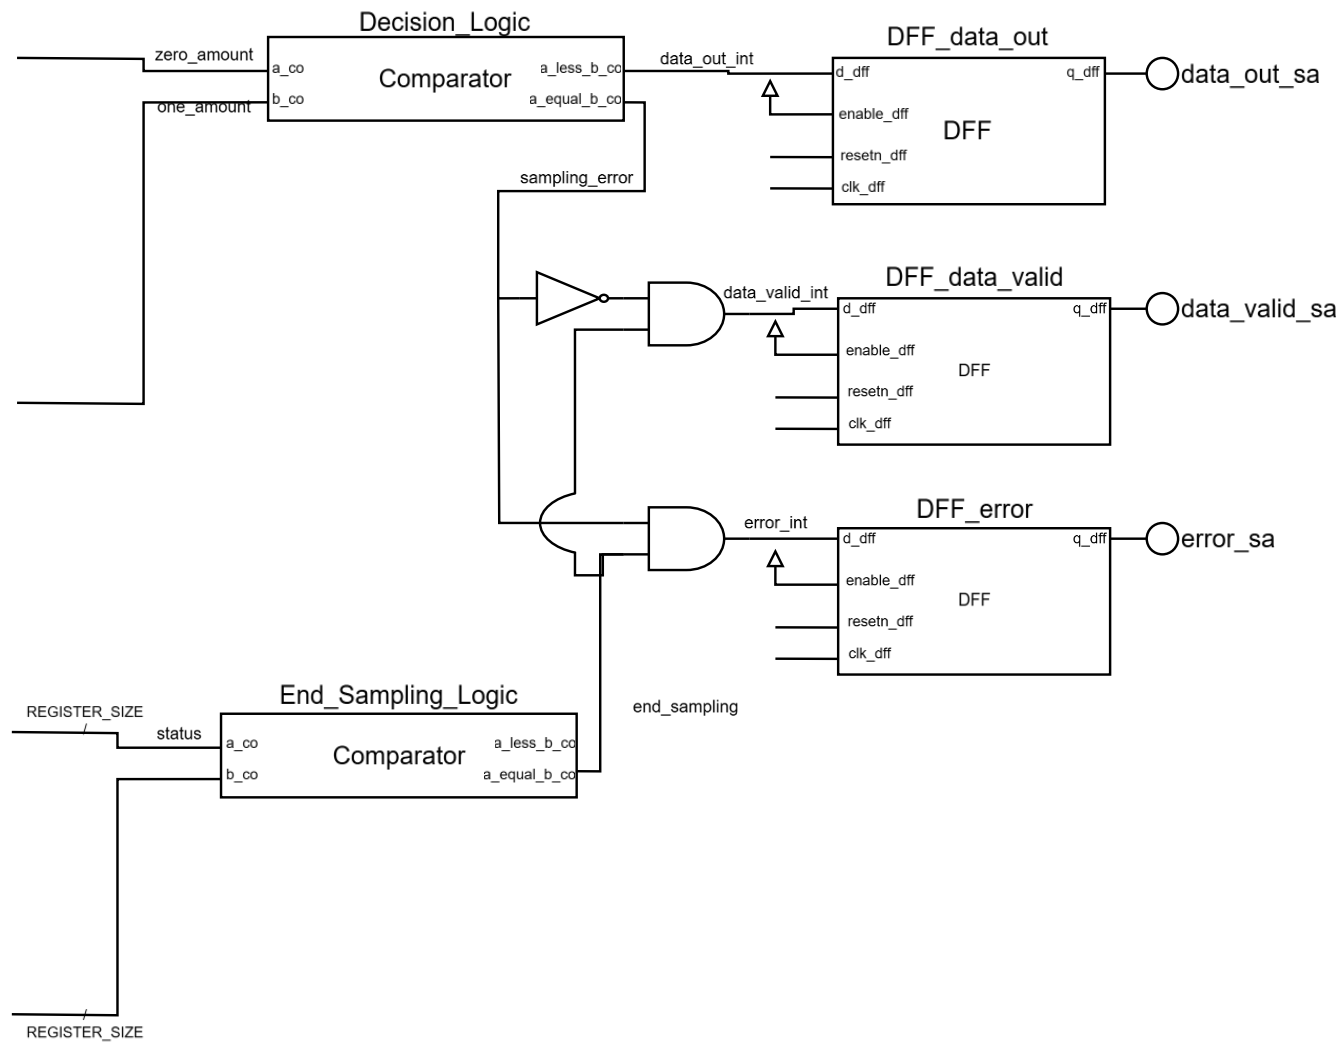 Decision_Logic
zero_amount
a_co
Comparator
a_less_b_co
one_amount
b_co
a_equal_b_co
data_out_int
sampling_error
DFF_data_out
d_dff
q_dff
data_out_sa
enable_dff
DFF
resetn_dff
clk_dff
DFF_data_valid
data_valid_int
d_dff
q_dff
data_valid_sa
enable_dff
DFF
resetn_dff
clk_dff
DFF_error
error_int
d_dff
q_dff
error_sa
enable_dff
DFF
resetn_dff
clk_dff
End_Sampling_Logic
REGISTER_SIZE
status
a_co
Comparator
a_less_b_co
b_co
a_equal_b_co
end_sampling
REGISTER_SIZE